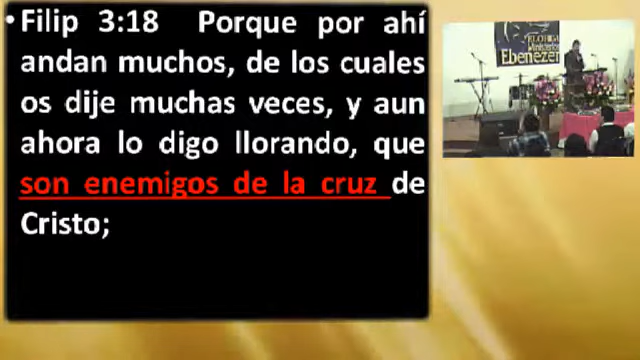 • Filip 3:18 Porque por ahí
andan muchos, de los cuales
os dije muchas veces, y aun
ahora lo digo llorando, que
son enemigos de la cruz de
Cristo;
Ministerios
Ebenezer